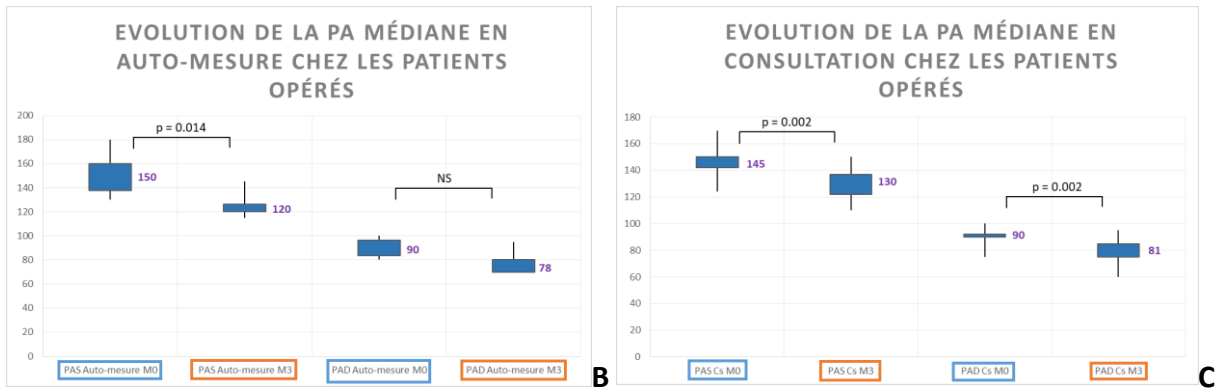 EVOLUTION DE LA PA MÉDIANE EN
AUTO-MESURE CHEZ LES PATIENTS
OPÉRÉS
200
180
160
140
120
100
80
60
40
20
0
p = 0.014
NS
150
120
90
78
PAS Auto-mesure M0
PAS Auto-mesure M3
PAD Auto-mesure M0
PAD Auto-mesure M3
B
EVOLUTION DE LA PA MÉDIANE EN
CONSULTATION CHEZ LES PATIENTS
OPÉRÉS
180
160
140
120
100
80
60
40
20
0
p = 0.002
p = 0.002
145
130
90
81
PAS Cs M0
PAS Cs M3
PAD Cs M0
PAD Cs M3
C